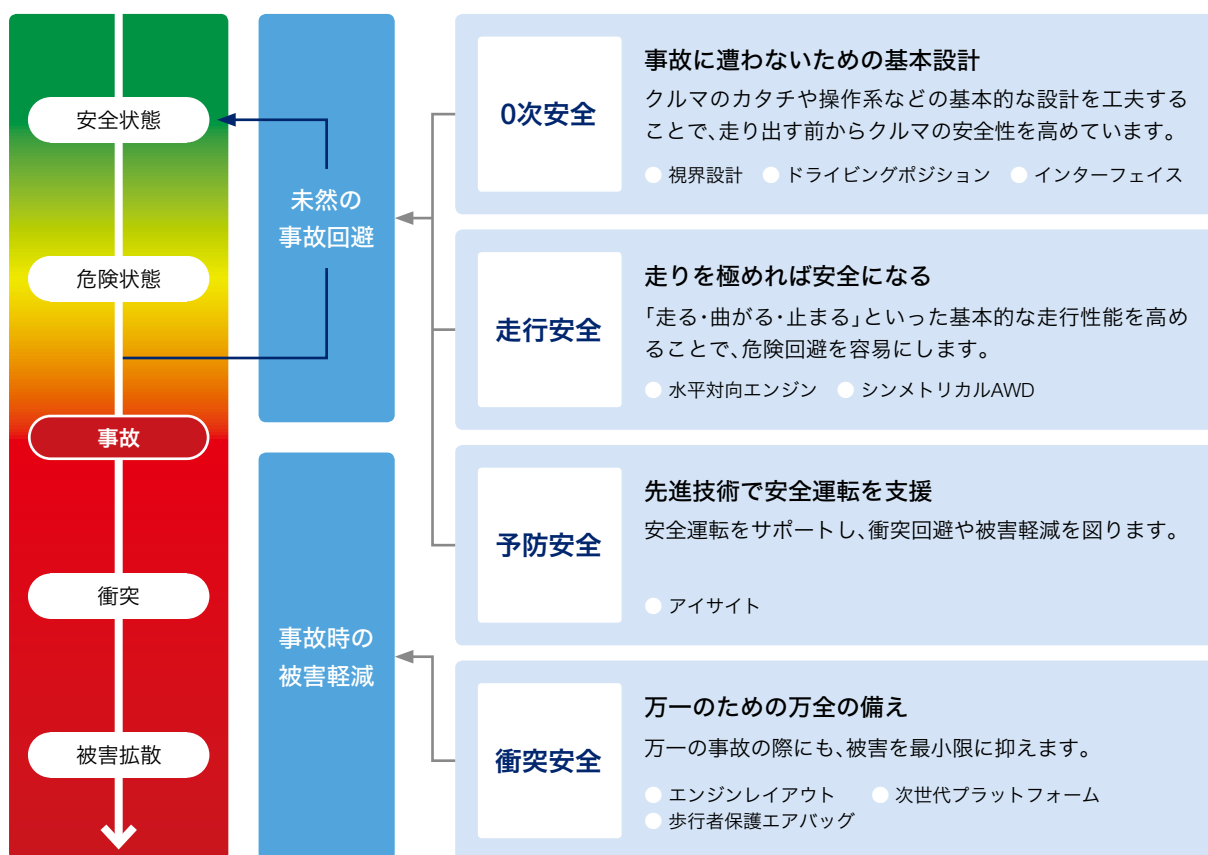 安全状態
危険状態
事故
衝突
被害拡散
未然の
事故回避
事故時の
被害軽減
0次安全
事故に遭わないための基本設計
クルマのカタチや操作系などの基本的な設計を工夫する
ことで、走り出す前からクルマの安全性を高めています。
視界設計 ドライビングポジション インターフェイス
走行安全
走りを極めれば安全になる
「走る・曲がる・止まる」といった基本的な走行性能を高め
ることで、危険回避を容易にします。
水平対向エンジン シンメトリカルAWD
予防安全
先進技術で安全運転を支援
安全運転をサポートし、衝突回避や被害軽減を図ります。
アイサイト
衝突安全
万一のための万全の備え
万一の事故の際にも、被害を最小限に抑えます。
エンジンレイアウト 次世代プラットフォーム
歩行者保護エアバッグ